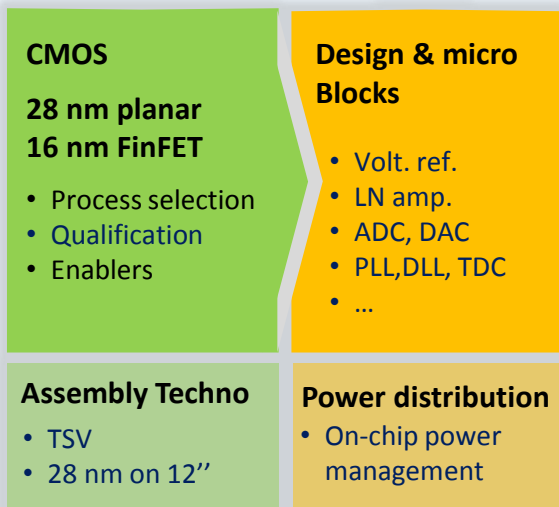 CMOS
28 nm planar
16 nm FinFET
• Process selection
• Qualification
• Enablers
Design & micro
Blocks
• Volt. ref.
• LN amp.
• ADC, DAC
• PLL,DLL, TDC
• ...
Assembly Techno
• TSV
• 28 nm on 12’’
Power distribution
• On-chip power
management